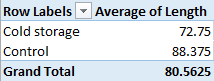 Row Labels Average of Length
Cold storage 72.75
Control 88.375
Grand Total 80.5625